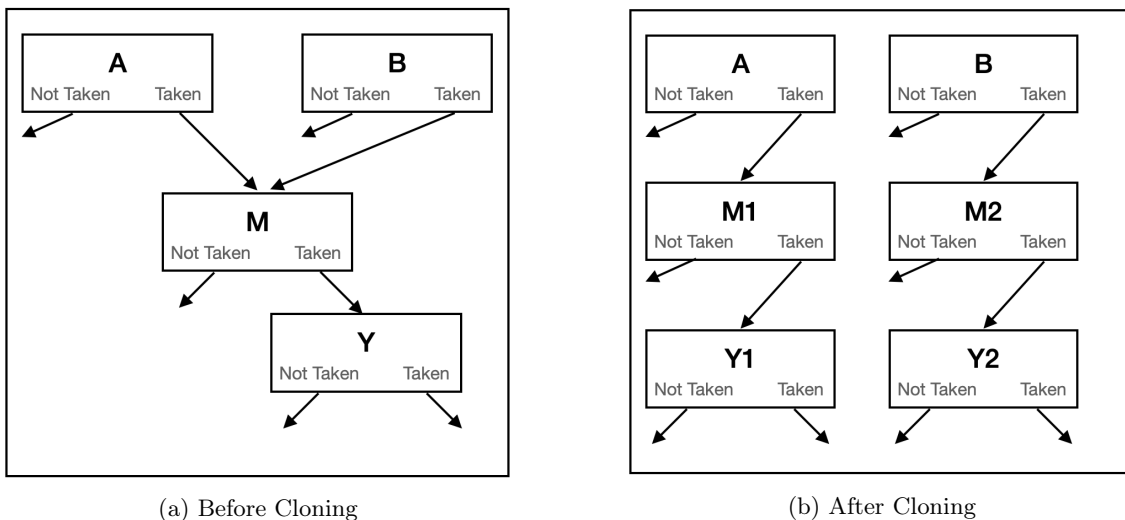 A
Not Taken Taken
B
Not Taken Taken
M
Not Taken Taken
Y
Not Taken Taken
(a) Before Cloning
A
Not Taken Taken
B
Not Taken Taken
M1
Not Taken Taken
M2
Not Taken Taken
Y1
Not Taken Taken
Y2
Not Taken Taken
(b) After Cloning